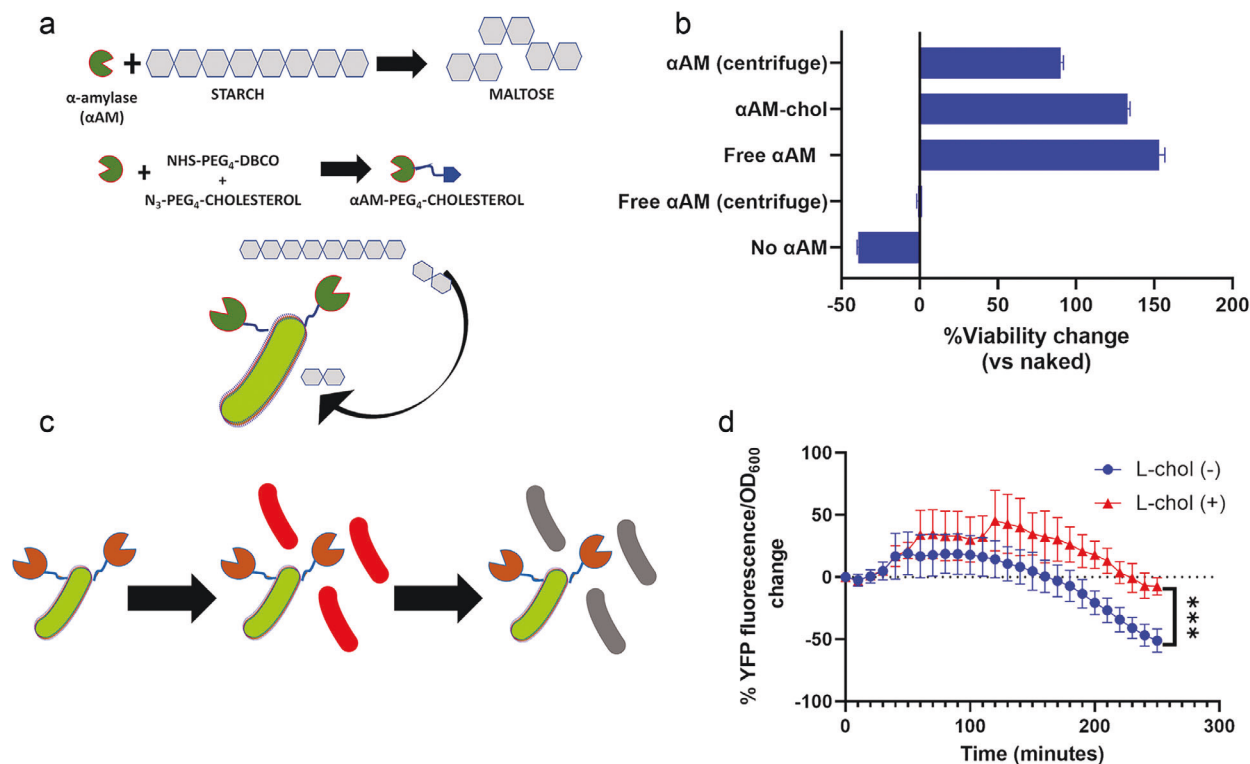 a
α-amylase
(αAM)
+
STARCH
MALTOSE
+
NHS-PEG₄-DBCO
+
N₃-PEG₄-CHOLESTEROL
αAM-PEG₄-CHOLESTEROL
b
αAM (centrifuge)
αAM-chol
Free αAM
Free αAM (centrifuge)
No αAM
-50 0 50 100 150 200
%Viability change
(vs naked)
c
d
% YFP fluorescence/OD₆₀₀
change
100
50
0
-50
-100
L-chol (-)
L-chol (+)
***
0 100 200 300
Time (minutes)